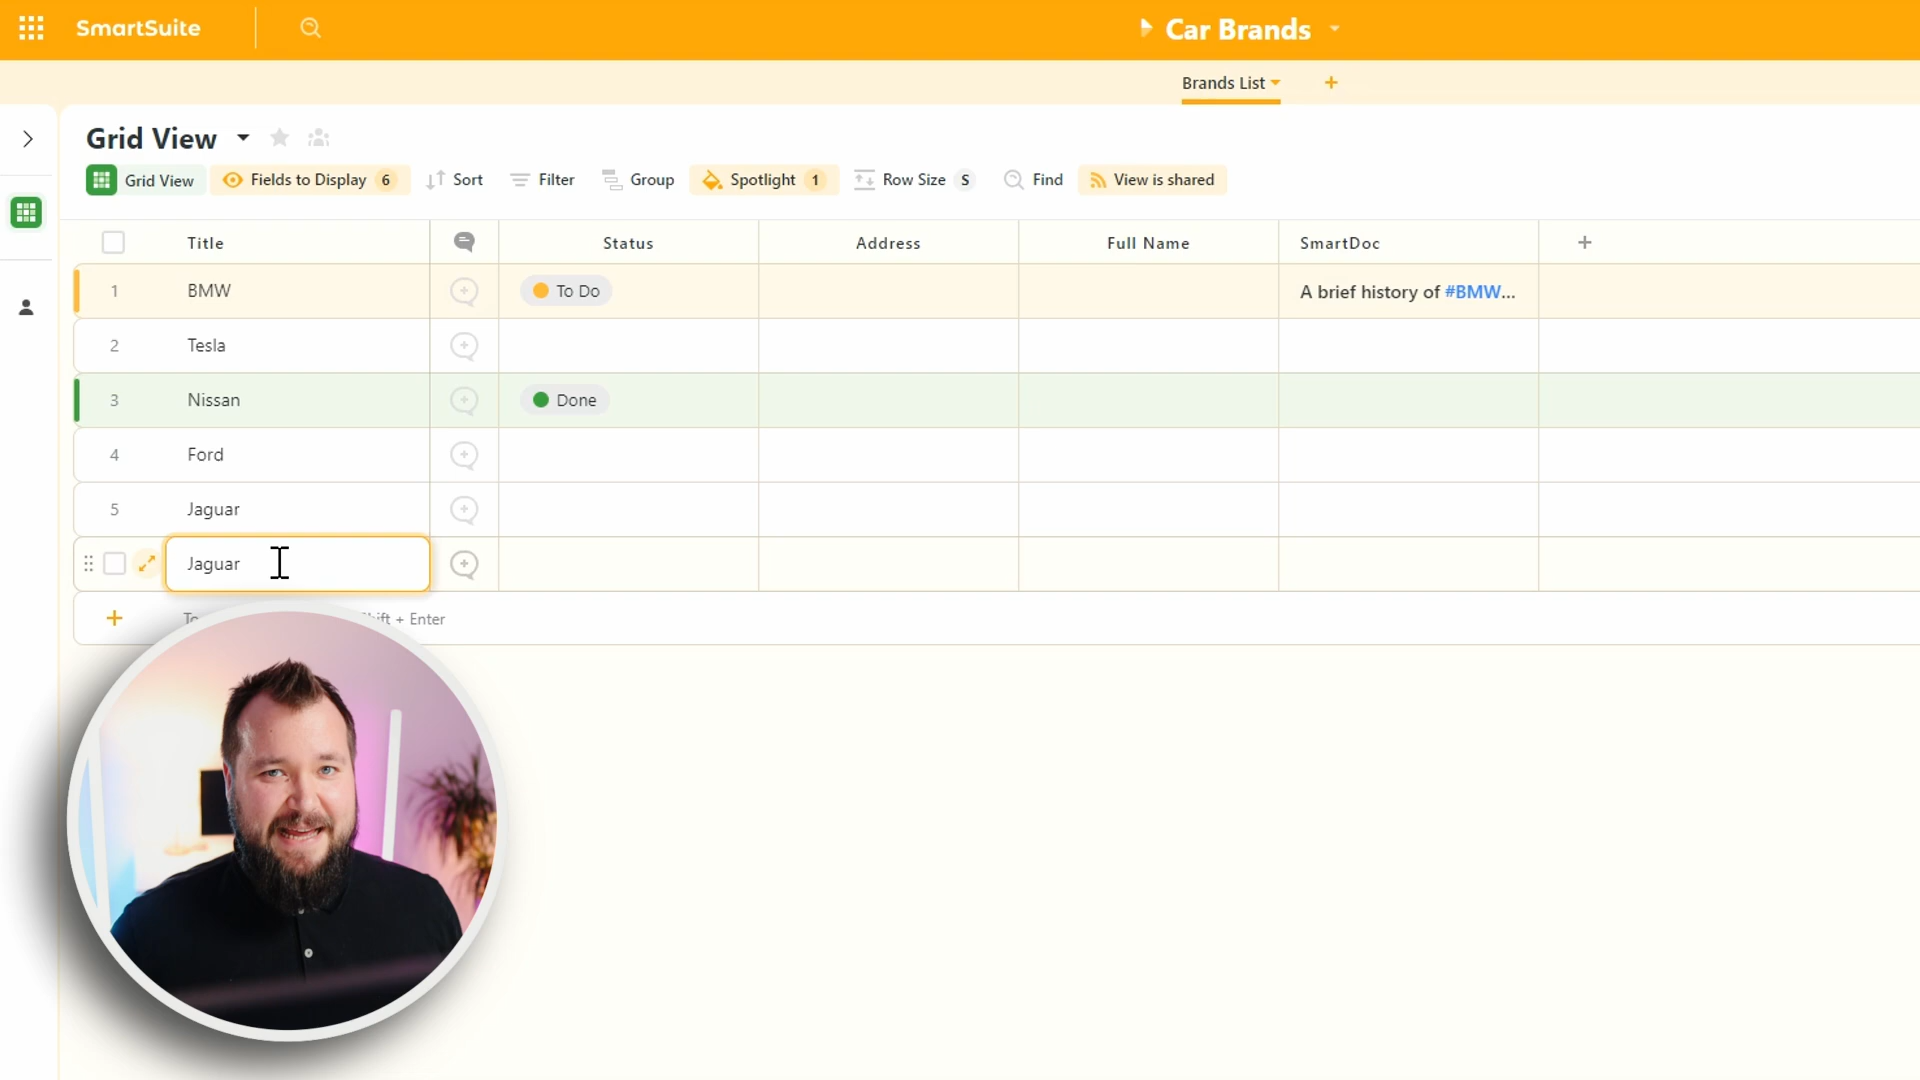 SmartSuite
Car Brands
Brands List
Grid View
Grid View Fields to Display 6 Sort Filter Group Spotlight 1 Row Size S Find View is shared
Title Status Address Full Name SmartDoc
1 BMW To Do A brief history of #BMW...
2 Tesla
3 Nissan Done
4 Ford
5 Jaguar
Jaguar
+ Enter